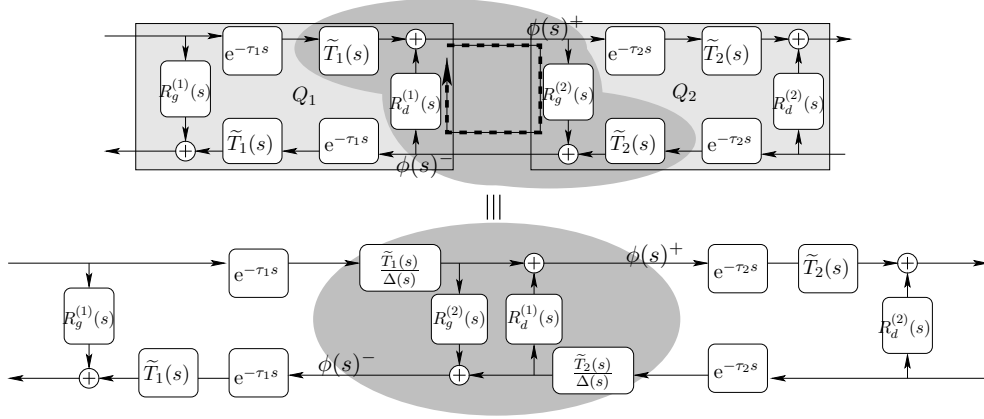 ϕ(s)⁺
e^{-τ₁s} T̃₁(s) e^{-τ₂s} T̃₂(s)
R_g^{(1)}(s) Q₁ R_d^{(1)}(s) R_g^{(2)}(s) Q₂ R_d^{(2)}(s)
T̃₁(s) e^{-τ₁s} T̃₂(s) e^{-τ₂s}
ϕ(s)⁻
|||
ϕ(s)⁺
e^{-τ₁s} T̃₁(s)/Δ(s) e^{-τ₂s} T̃₂(s)
R_g^{(1)}(s) R_g^{(2)}(s) R_d^{(1)}(s) R_d^{(2)}(s)
ϕ(s)⁻
T̃₁(s) e^{-τ₁s} T̃₂(s)/Δ(s) e^{-τ₂s}